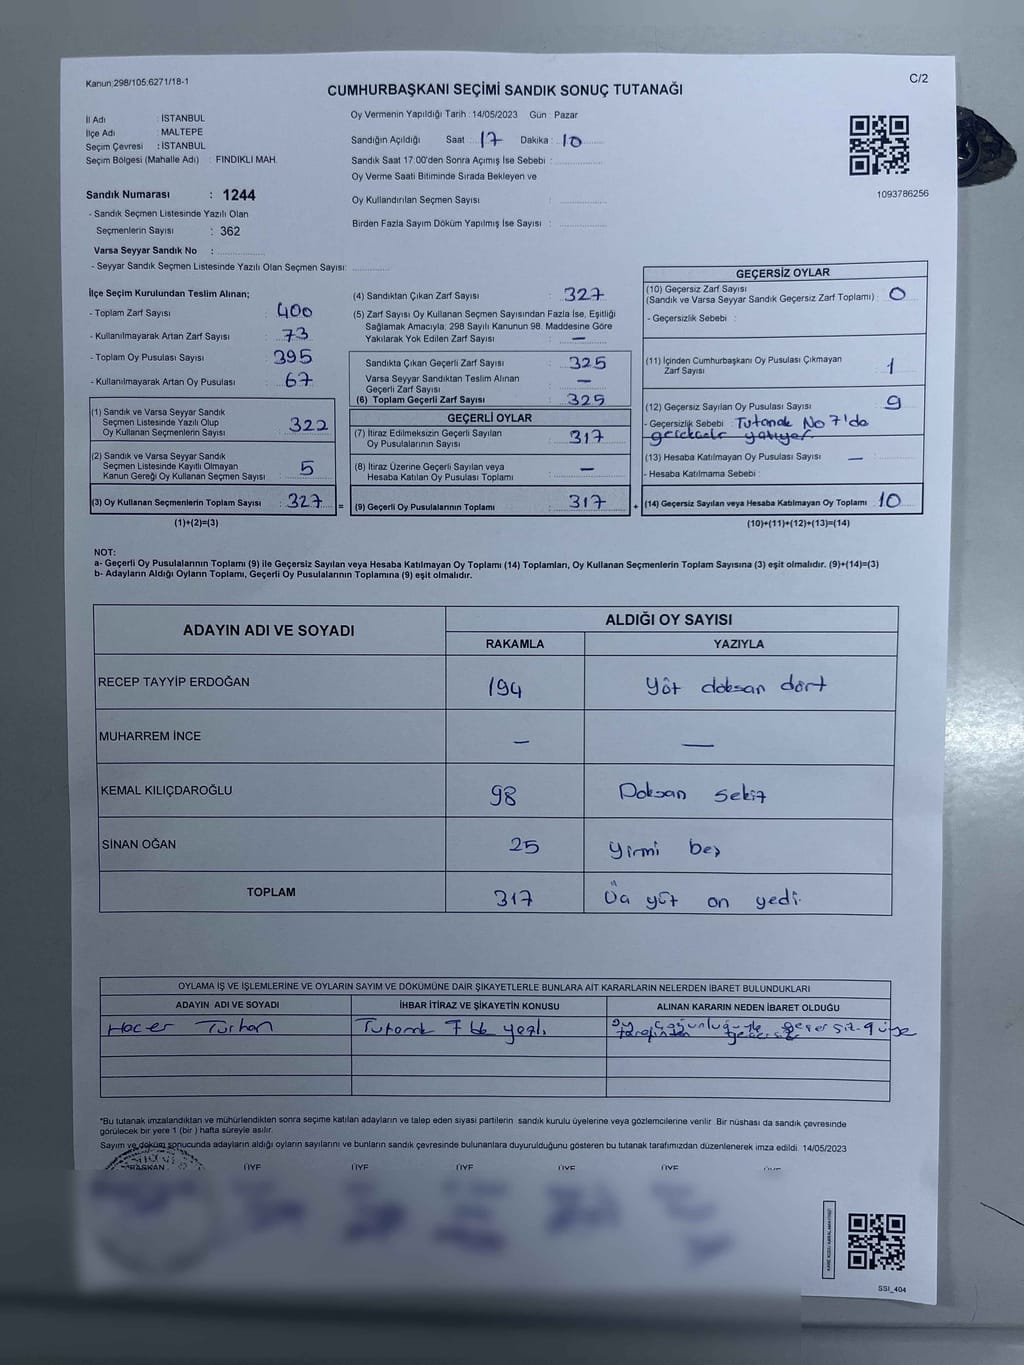 Kanun:298/105;6271/18-1
C/2
CUMHURBAŞKANI SEÇİMİ SANDIK SONUÇ TUTANAĞI
İl Adı : İSTANBUL
İlçe Adı : MALTEPE
Seçim Çevresi : İSTANBUL
Seçim Bölgesi (Mahalle Adı) : FINDIKLI MAH.
Sandık Numarası : 1244
- Sandık Seçmen Listesinde Yazılı Olan
Seçmenlerin Sayısı : 362
Varsa Seyyar Sandık No :
- Seyyar Sandık Seçmen Listesinde Yazılı Olan Seçmen Sayısı:
Oy Vermenin Yapıldığı Tarih : 14/05/2023 Gün : Pazar
Sandığın Açıldığı Saat : 17 Dakika : 10
Sandık Saat 17:00'den Sonra Açımış İse Sebebi :
Oy Verme Saati Bitiminde Sırada Bekleyen ve
Oy Kullandırılan Seçmen Sayısı :
Birden Fazla Sayım Döküm Yapılmış İse Sayısı :
1093786256
İlçe Seçim Kurulundan Teslim Alınan;
- Toplam Zarf Sayısı : 400
- Kullanılmayarak Artan Zarf Sayısı : 73
- Toplam Oy Pusulası Sayısı : 395
- Kullanılmayarak Artan Oy Pusulası : 67
(1) Sandık ve Varsa Seyyar Sandık
Seçmen Listesinde Yazılı Olup
Oy Kullanan Seçmenlerin Sayısı : 322
(2) Sandık ve Varsa Seyyar Sandık
Seçmen Listesinde Kayıtlı Olmayan
Kanun Gereği Oy Kullanan Seçmen Sayısı : 5
(3) Oy Kullanan Seçmenlerin Toplam Sayısı : 327 =
(1)+(2)=(3)
(4) Sandıktan Çıkan Zarf Sayısı : 327
(5) Zarf Sayısı Oy Kullanan Seçmen Sayısından Fazla İse, Eşitliği
Sağlamak Amacıyla; 298 Sayılı Kanunun 98. Maddesine Göre
Yakılarak Yok Edilen Zarf Sayısı : —
Sandıkta Çıkan Geçerli Zarf Sayısı : 325
Varsa Seyyar Sandıktan Teslim Alınan
Geçerli Zarf Sayısı : —
(6) Toplam Geçerli Zarf Sayısı : 325
GEÇERLİ OYLAR
(7) İtiraz Edilmeksizin Geçerli Sayılan
Oy Pusulalarının Sayısı : 317
(8) İtiraz Üzerine Geçerli Sayılan veya
Hesaba Katılan Oy Pusulası Toplamı : —
(9) Geçerli Oy Pusulalarının Toplamı : 317 +
GEÇERSİZ OYLAR
(10) Geçersiz Zarf Sayısı
(Sandık ve Varsa Seyyar Sandık Geçersiz Zarf Toplamı) : 0
- Geçersizlik Sebebi :
(11) İçinden Cumhurbaşkanı Oy Pusulası Çıkmayan
Zarf Sayısı : 1
(12) Geçersiz Sayılan Oy Pusulası Sayısı : 9
- Geçersizlik Sebebi : Tutanak No 7'de
yatıyor.
(13) Hesaba Katılmayan Oy Pusulası Sayısı : —
- Hesaba Katılmama Sebebi :
(14) Geçersiz Sayılan veya Hesaba Katılmayan Oy Toplamı : 10
(10)+(11)+(12)+(13)=(14)
NOT:
a- Geçerli Oy Pusulalarının Toplamı (9) ile Geçersiz Sayılan veya Hesaba Katılmayan Oy Toplamı (14) Toplamları, Oy Kullanan Seçmenlerin Toplam Sayısına (3) eşit olmalıdır. (9)+(14)=(3)
b- Adayların Aldığı Oyların Toplamı, Geçerli Oy Pusulalarının Toplamına (9) eşit olmalıdır.
ADAYIN ADI VE SOYADI
ALDIĞI OY SAYISI
RAKAMLA YAZIYLA
RECEP TAYYİP ERDOĞAN 194 Yüt doksan dört
MUHARREM İNCE — —
KEMAL KILIÇDAROĞLU 98 Doksan sekiz
SİNAN OĞAN 25 Yirmi beş
TOPLAM 317 Üç yüt on yedi.
OYLAMA İŞ VE İŞLEMLERİNE VE OYLARIN SAYIM VE DÖKÜMÜNE DAİR ŞİKAYETLERLE BUNLARA AİT KARARLARIN NELERDEN İBARET BULUNDUKLARI
ADAYIN ADI VE SOYADI İHBAR İTİRAZ VE ŞİKAYETİN KONUSU ALINAN KARARIN NEDEN İBARET OLDUĞU
Hacer Turhan Tutanak 7 yazılı Oy çoğunluğu ile geçersiz 9 üye
tarafından geçersiz
*Bu tutanak imzalandıktan ve mühürlendikten sonra seçime katılan adayların ve talep eden siyasi partilerin sandık kurulu üyelerine veya gözlemcilerine verilir. Bir nüshası da sandık çevresinde
görülecek bir yere 1 (bir ) hafta süreyle asılır.
Sayım ve döküm sonucunda adayların aldığı oyların sayılarını ve bunların sandık çevresinde bulunanlara duyurulduğunu gösteren bu tutanak tarafımızdan düzenlenerek imza edildi. 14/05/2023
BAŞKAN ÜYE ÜYE ÜYE ÜYE ÜYE
SSI_404